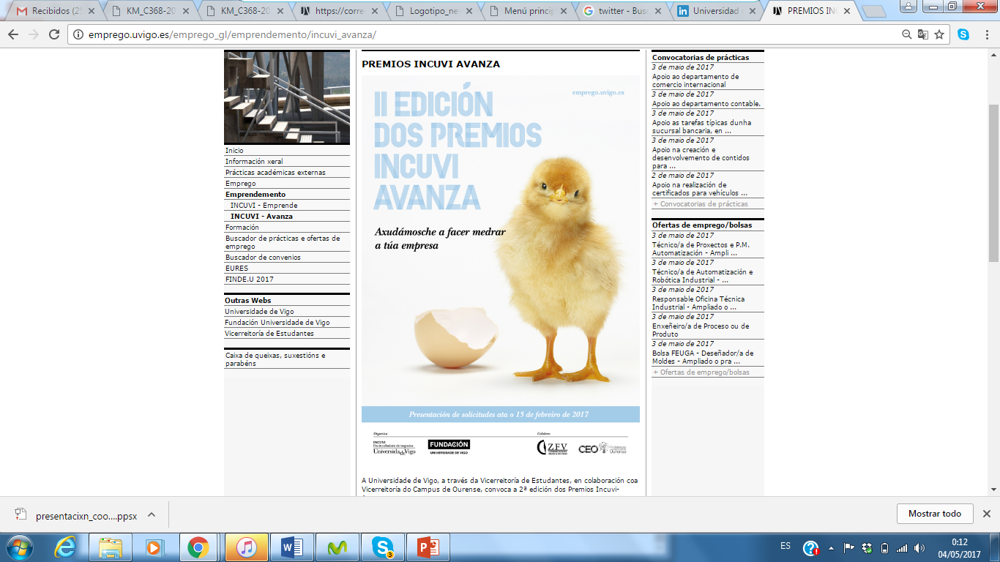 Recibidos (25
KM_C368-20
KM_C368-20
https://corre
Logotipo_ne
Menú princip
twitter - Bus
Universidad
PREMIOS IN
emprego.uvigo.es/emprego_gl/emprendemento/incuvi_avanza/
Inicio
Información xeral
Prácticas académicas externas
Emprego
Emprendemento
INCUVI - Emprende
INCUVI - Avanza
Formación
Buscador de prácticas e ofertas de
emprego
Buscador de convenios
EURES
FINDE.U 2017
Outras Webs
Universidade de Vigo
Fundación Universidade de Vigo
Vicerreitoría de Estudantes
Caixa de queixas, suxestións e
parabéns
PREMIOS INCUVI AVANZA
emprego.uvigo.es
II EDICIÓN
DOS PREMIOS
INCUVI
AVANZA
Axudámosche a facer medrar
a túa empresa
Presentación de solicitudes ata o 15 de febreiro de 2017
Organiza
Colabora
INCUVI
Pre-incubadora de negocios
UniversidadeVigo
FUNDACIÓN
UNIVERSIDADE DE VIGO
ZFV
CEO
Ourense
A Universidade de Vigo, a través da Vicerreitoría de Estudantes, en colaboración coa
Vicerreitoría do Campus de Ourense, convoca a 2ª edición dos Premios Incuvi-
Convocatorias de prácticas
3 de maio de 2017
Apoio ao departamento de
comercio internacional
3 de maio de 2017
Apoio ao departamento contable.
3 de maio de 2017
Apoio as tarefas típicas dunha
sucursal bancaria, en ...
3 de maio de 2017
Apoio na creación e
desenvolvemento de contidos
para ...
2 de maio de 2017
Apoio na realización de
certificados para vehículos ...
+ Convocatorias de prácticas
Ofertas de emprego/bolsas
3 de maio de 2017
Técnico/a de Proxectos e P.M.
Automatización - Ampli ...
3 de maio de 2017
Técnico/a de Automatización e
Robótica Industrial - ...
3 de maio de 2017
Responsable Oficina Técnica
Industrial - Ampliado o ...
3 de maio de 2017
Enxeñeiro/a de Proceso ou de
Produto
3 de maio de 2017
Bolsa FEUGA - Deseñador/a de
Moldes - Ampliado o pra ...
+ Ofertas de emprego/bolsas
presentacixn_coo....ppsx
Mostrar todo
3
ES
0:12
04/05/2017